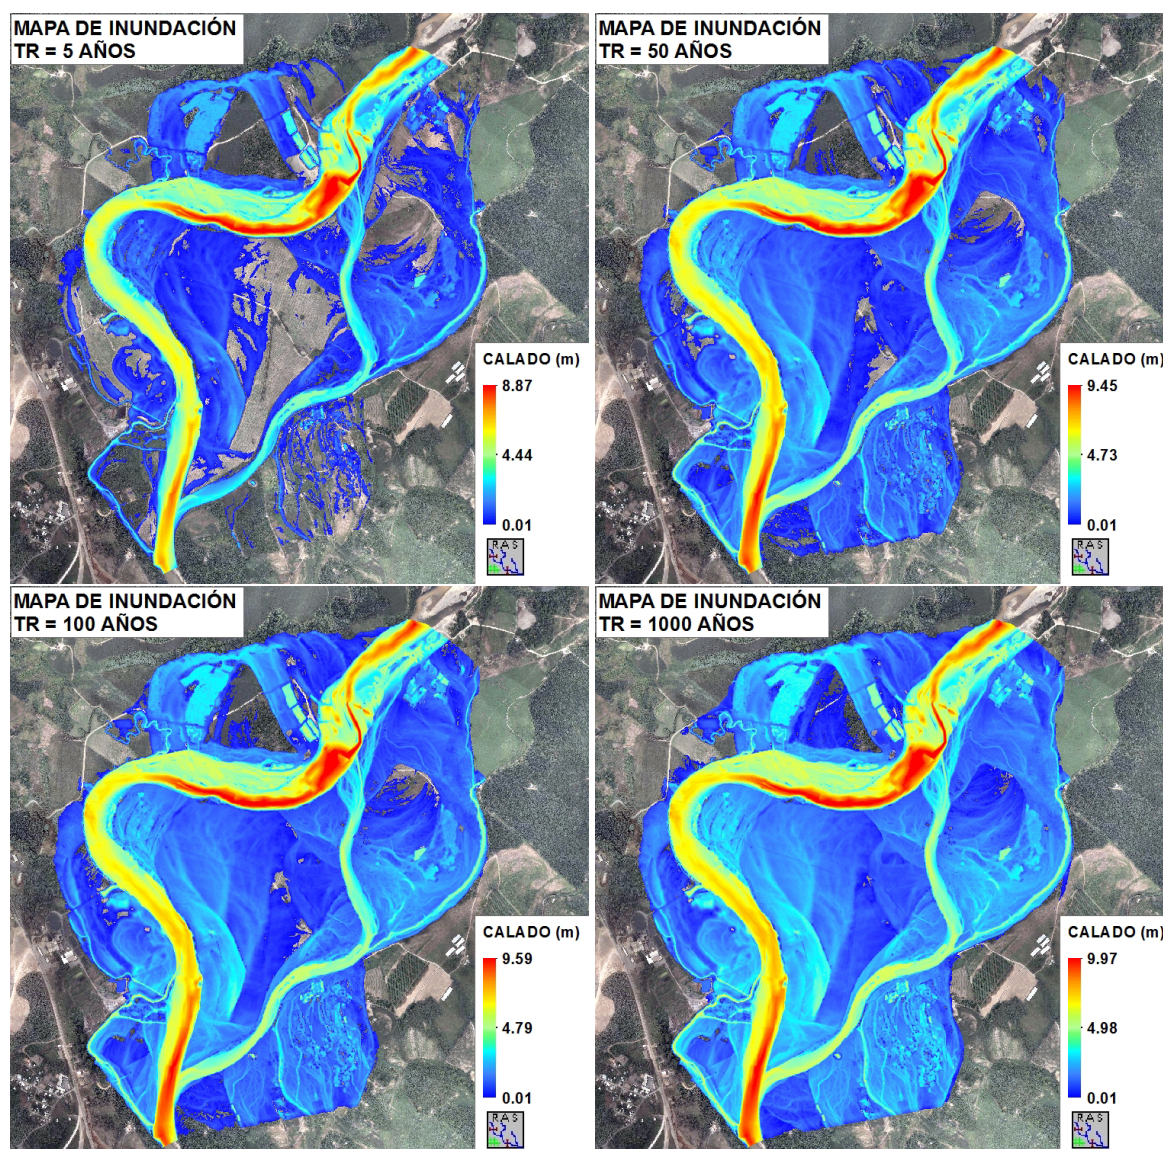 MAPA DE INUNDACIÓN
TR = 5 AÑOS
CALADO (m)
8.87
4.44
0.01
RAS
MAPA DE INUNDACIÓN
TR = 50 AÑOS
CALADO (m)
9.45
4.73
0.01
RAS
MAPA DE INUNDACIÓN
TR = 100 AÑOS
CALADO (m)
9.59
4.79
0.01
RAS
MAPA DE INUNDACIÓN
TR = 1000 AÑOS
CALADO (m)
9.97
4.98
0.01
RAS